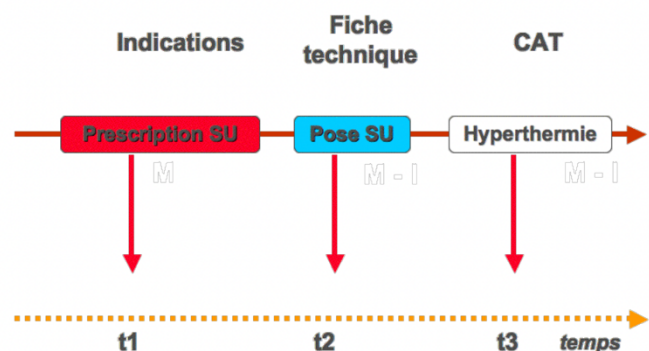 Indications
Fiche
technique
CAT
Prescription SU
Pose SU
Hyperthermie
M
M - I
M - I
t1
t2
t3
temps